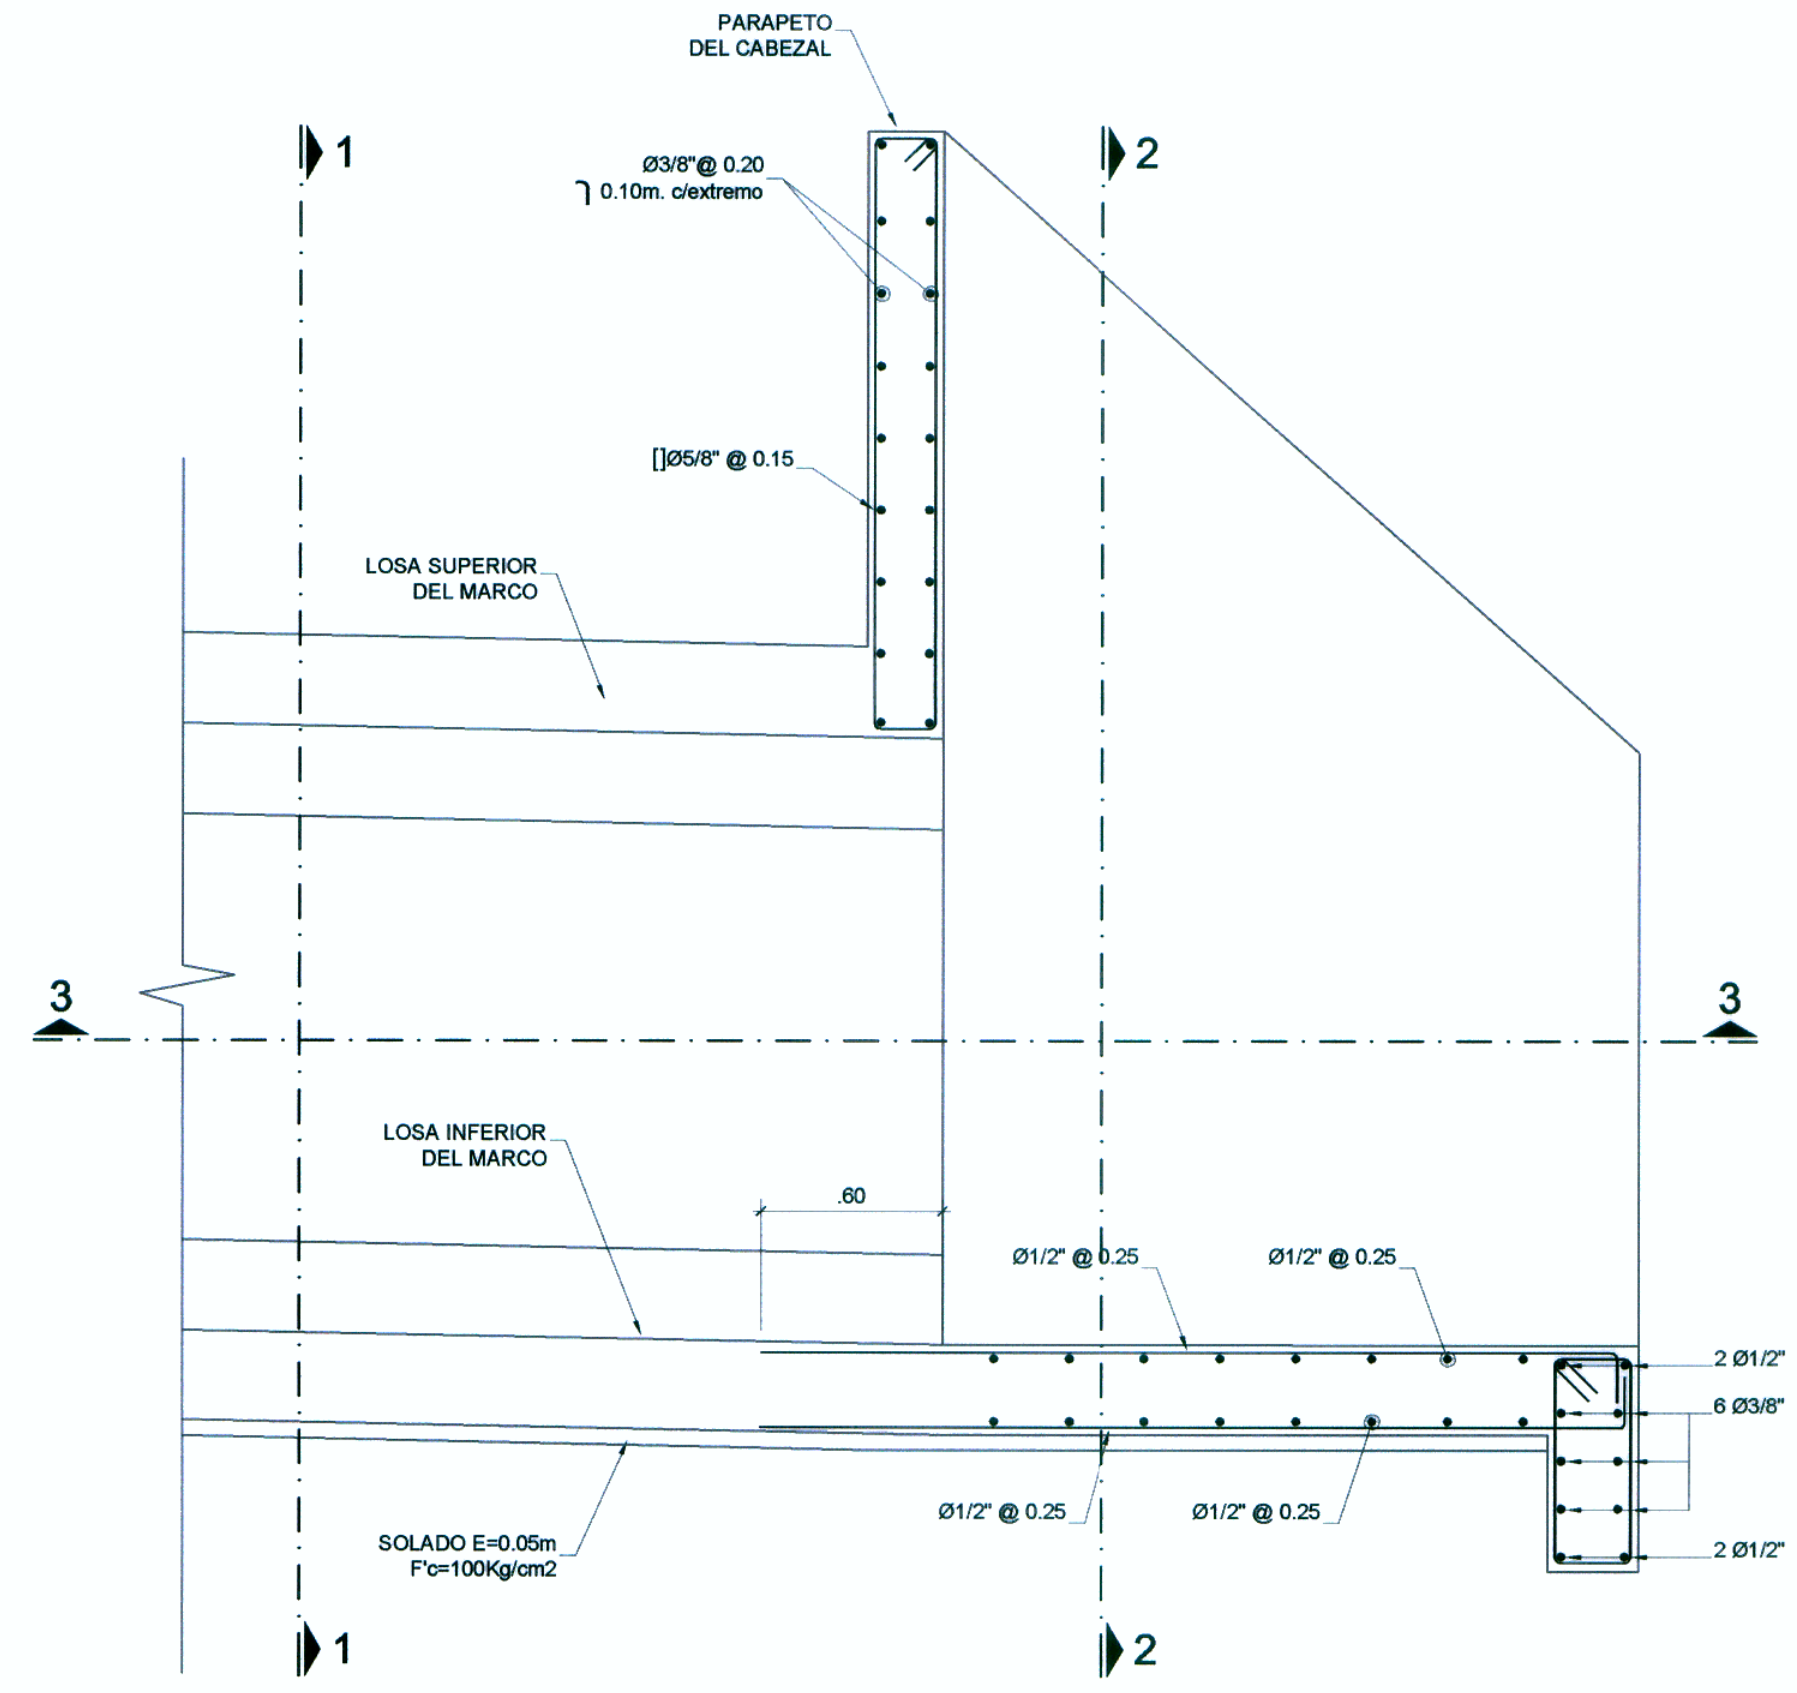 PARAPETO
DEL CABEZAL
1
2
Ø3/8"@ 0.20
0.10m. c/extremo
[]Ø5/8" @ 0.15
LOSA SUPERIOR
DEL MARCO
3
3
LOSA INFERIOR
DEL MARCO
.60
Ø1/2" @ 0.25
Ø1/2" @ 0.25
2 Ø1/2"
6 Ø3/8"
Ø1/2" @ 0.25
Ø1/2" @ 0.25
SOLADO E=0.05m
F'c=100Kg/cm2
2 Ø1/2"
1
2